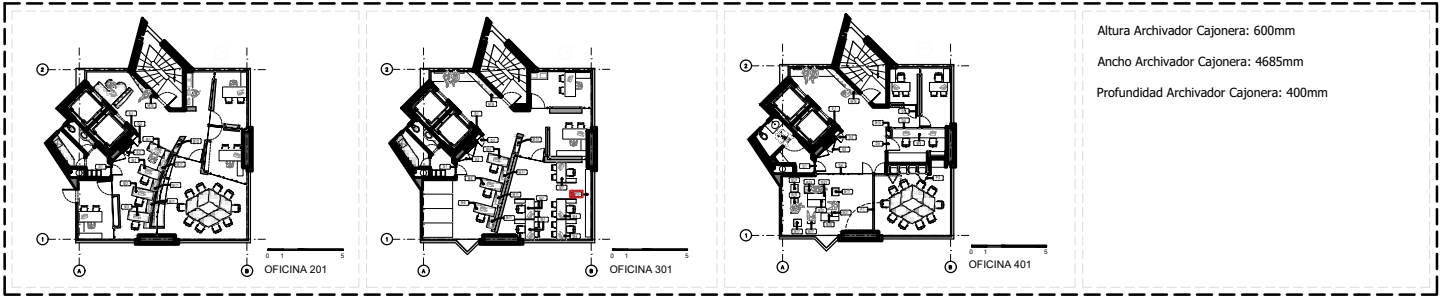 2
1
A
B
0 1 5
OFICINA 201
2
1
A
B
0 1 5
OFICINA 301
2
1
A
B
0 1 5
OFICINA 401
Altura Archivador Cajonera: 600mm
Ancho Archivador Cajonera: 4685mm
Profundidad Archivador Cajonera: 400mm